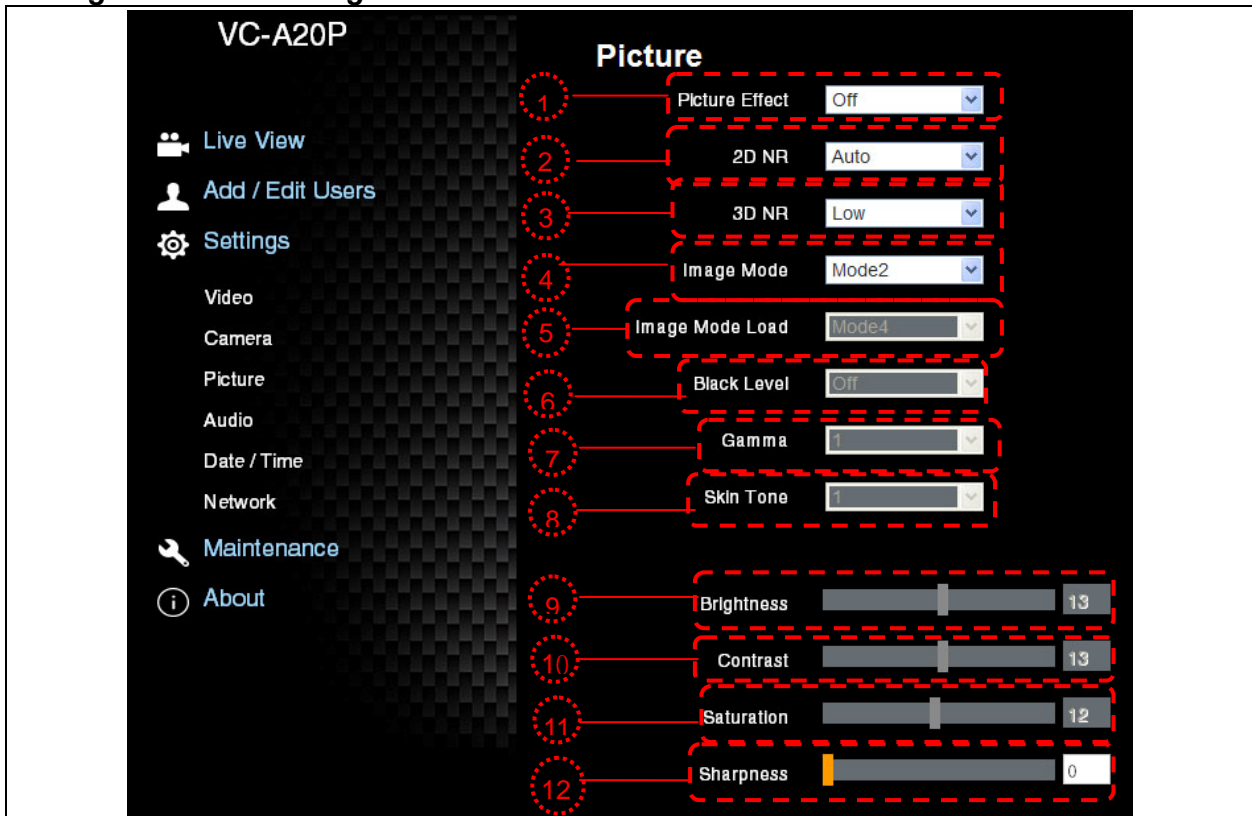 VC-A20P
Live View
Add / Edit Users
Settings
Video
Camera
Picture
Audio
Date / Time
Network
Maintenance
About
Picture
1 Picture Effect Off
2 2D NR Auto
3 3D NR Low
4 Image Mode Mode2
5 Image Mode Load Mode4
6 Black Level Off
7 Gamma 1
8 Skin Tone 1
9 Brightness 13
10 Contrast 13
11 Saturation 12
12 Sharpness 0